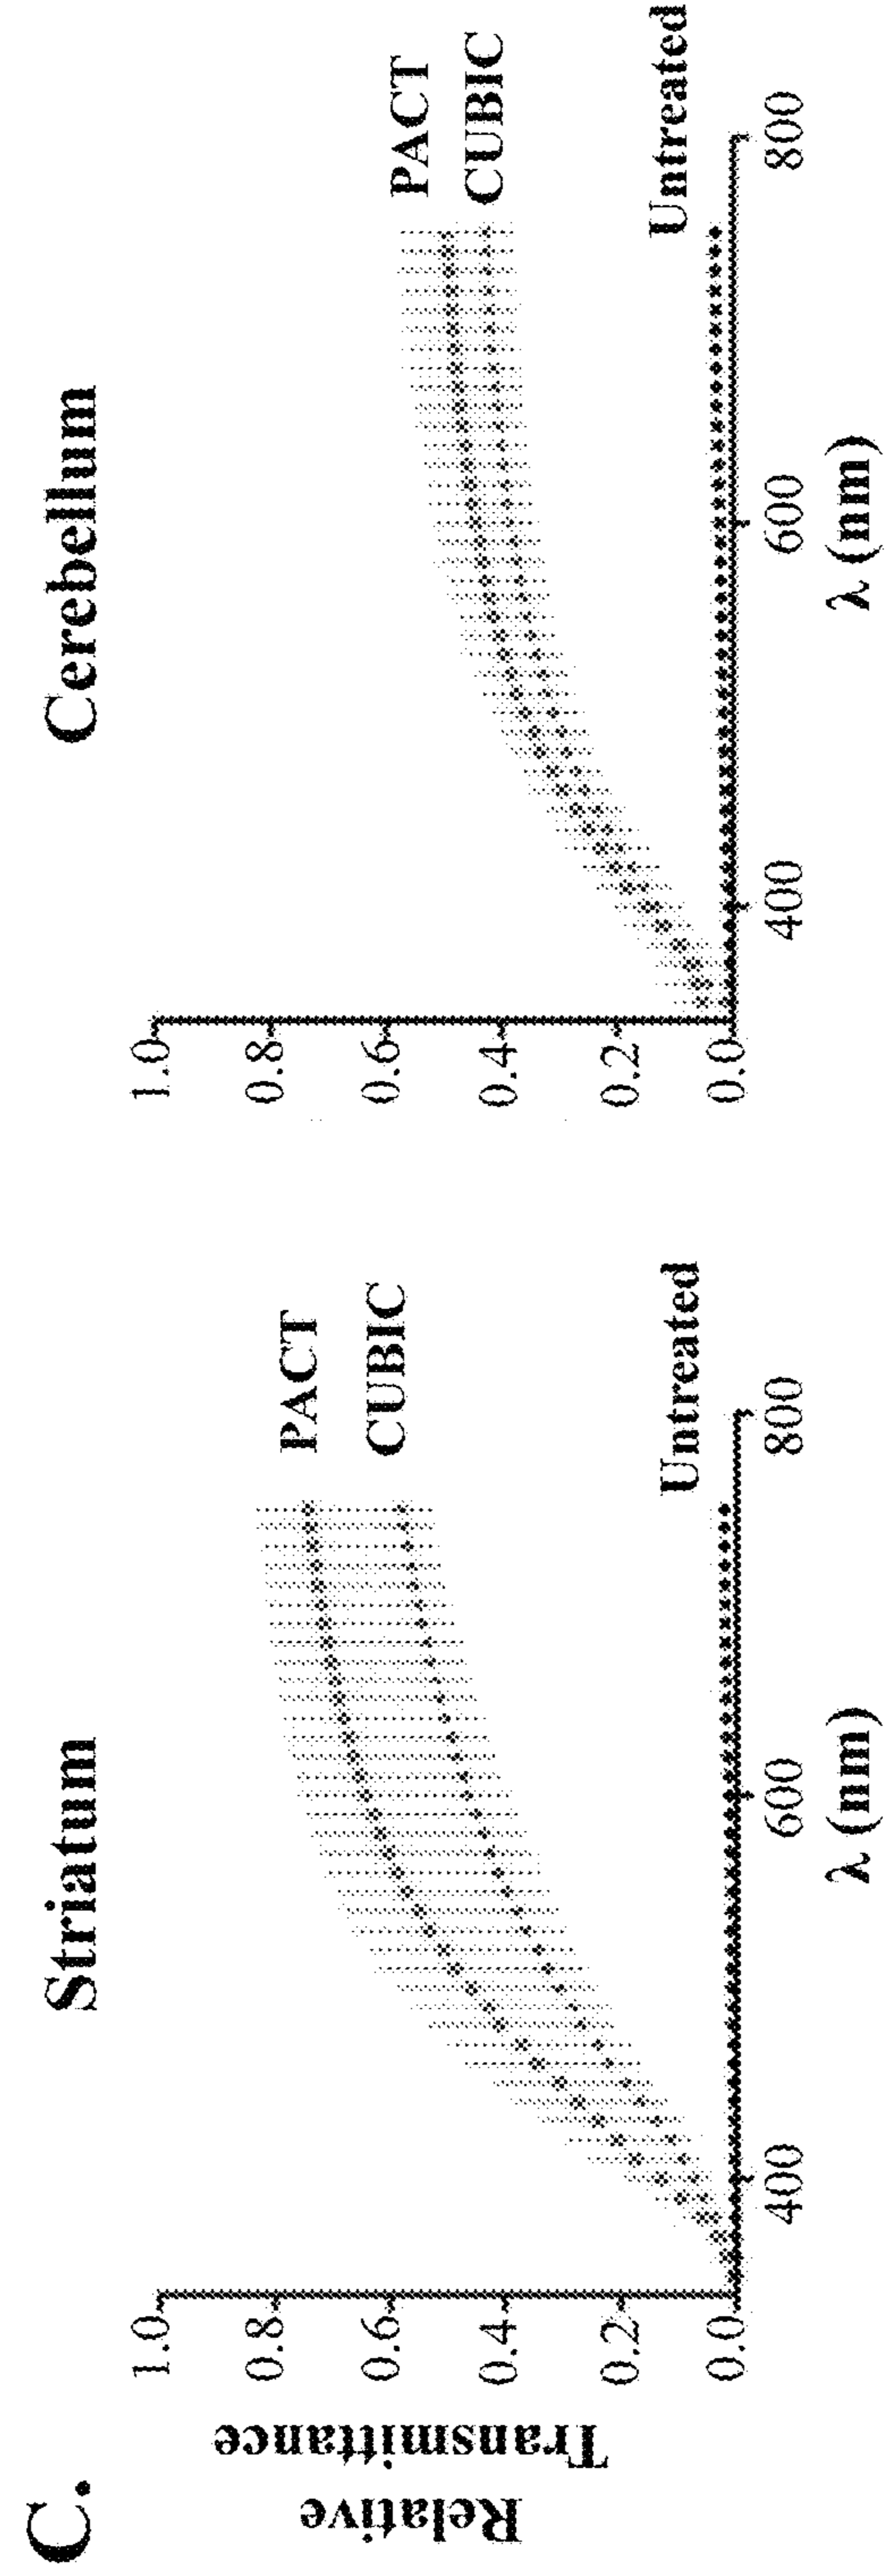 C.
Striatum
Relative
Transmittance
1.0
0.8
0.6
0.4
0.2
0.0
400
600
800
λ (nm)
PACT
CUBIC
Untreated
Cerebellum
1.0
0.8
0.6
0.4
0.2
0.0
400
600
800
λ (nm)
PACT
CUBIC
Untreated